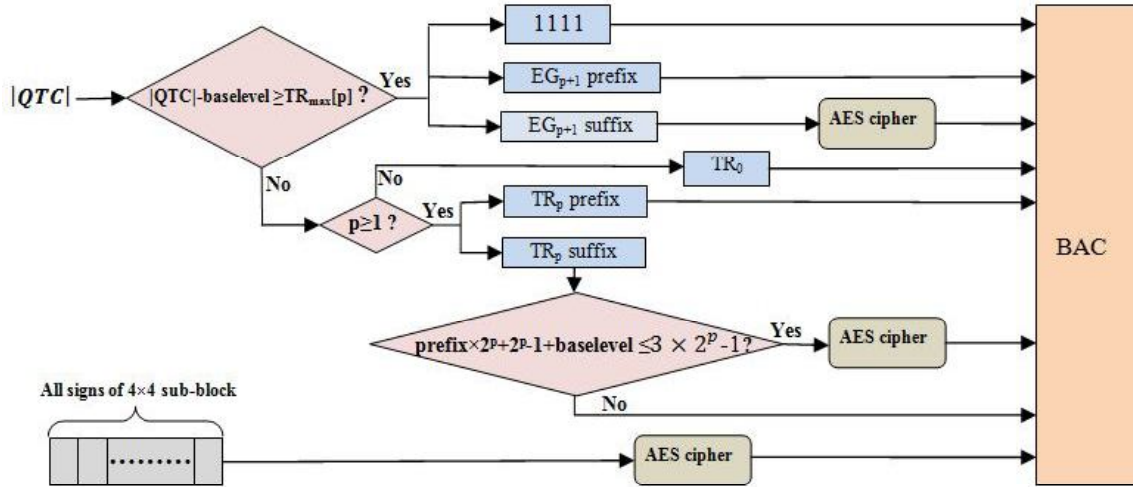 |QTC|
|QTC|-baselevel ≥TRmax[p] ?
Yes
1111
EGp+1 prefix
EGp+1 suffix
AES cipher
No
No
TR0
p≥1 ?
Yes
TRp prefix
TRp suffix
BAC
prefix×2ᵖ+2ᵖ-1+baselevel ≤3 × 2ᵖ-1?
Yes
AES cipher
No
All signs of 4×4 sub-block
AES cipher